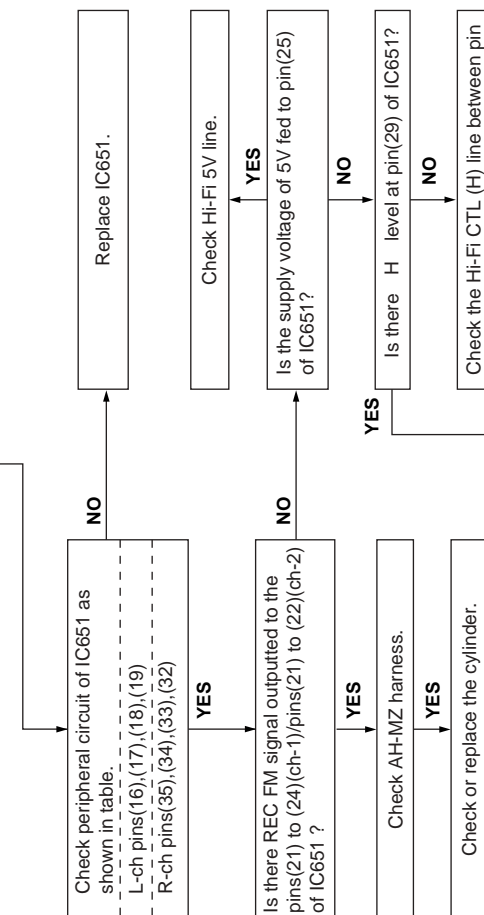 Check peripheral circuit of IC651 as
shown in table.
L-ch pins(16),(17),(18),(19)
R-ch pins(35),(34),(33),(32)
NO
Replace IC651.
YES
Is there REC FM signal outputted to the
pins(21) to (24)(ch-1)/pins(21) to (22)(ch-2)
of IC651 ?
NO
Is the supply voltage of 5V fed to pin(25)
of IC651?
YES
Check Hi-Fi 5V line.
NO
Is there H level at pin(29) of IC651?
YES
NO
Check the Hi-Fi CTL (H) line between pin
YES
Check AH-MZ harness.
YES
Check or replace the cylinder.